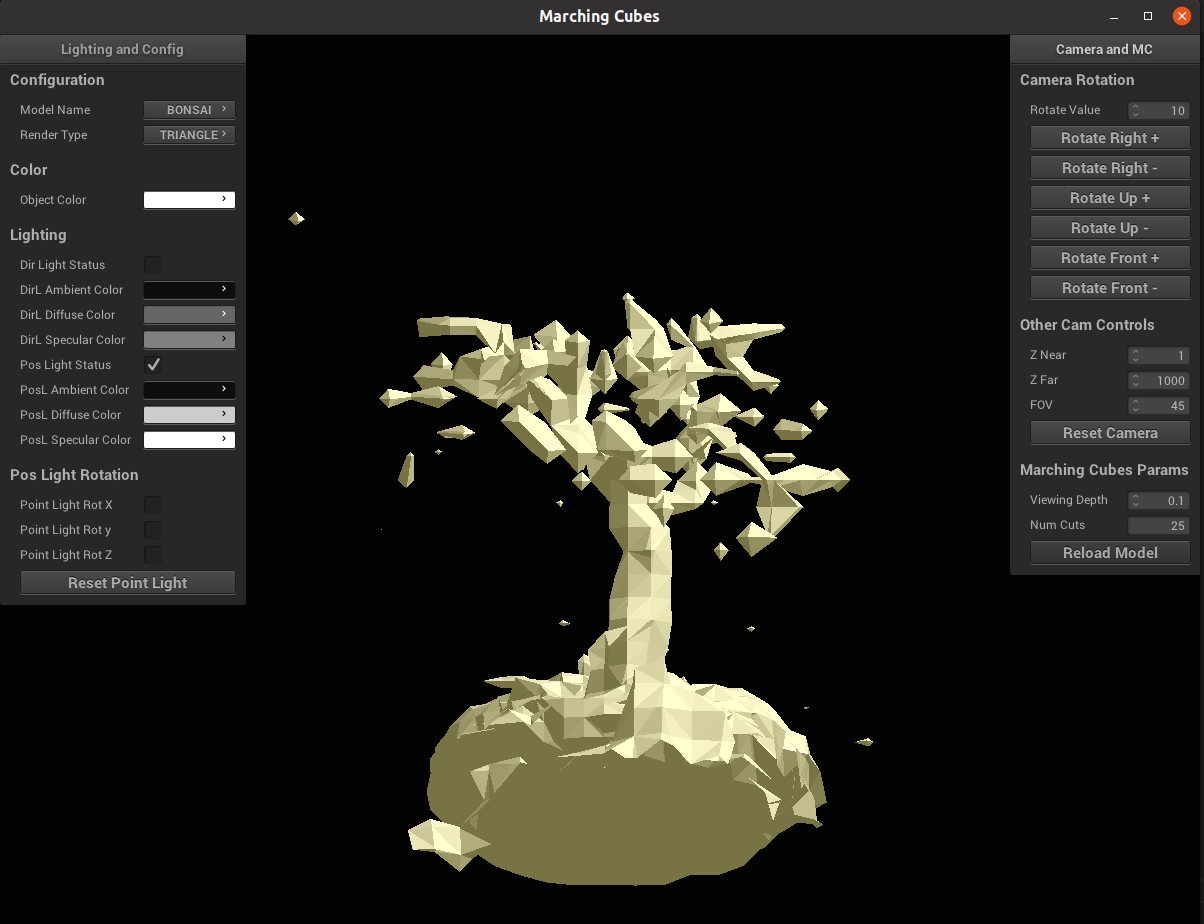 Marching Cubes
Lighting and Config
Configuration
Model Name BONSAI
Render Type TRIANGLE
Color
Object Color
Lighting
Dir Light Status
DirL Ambient Color
DirL Diffuse Color
DirL Specular Color
Pos Light Status
PosL Ambient Color
PosL Diffuse Color
PosL Specular Color
Pos Light Rotation
Point Light Rot X
Point Light Rot y
Point Light Rot Z
Reset Point Light
Camera and MC
Camera Rotation
Rotate Value 10
Rotate Right +
Rotate Right -
Rotate Up +
Rotate Up -
Rotate Front +
Rotate Front -
Other Cam Controls
Z Near 1
Z Far 1000
FOV 45
Reset Camera
Marching Cubes Params
Viewing Depth 0.1
Num Cuts 25
Reload Model